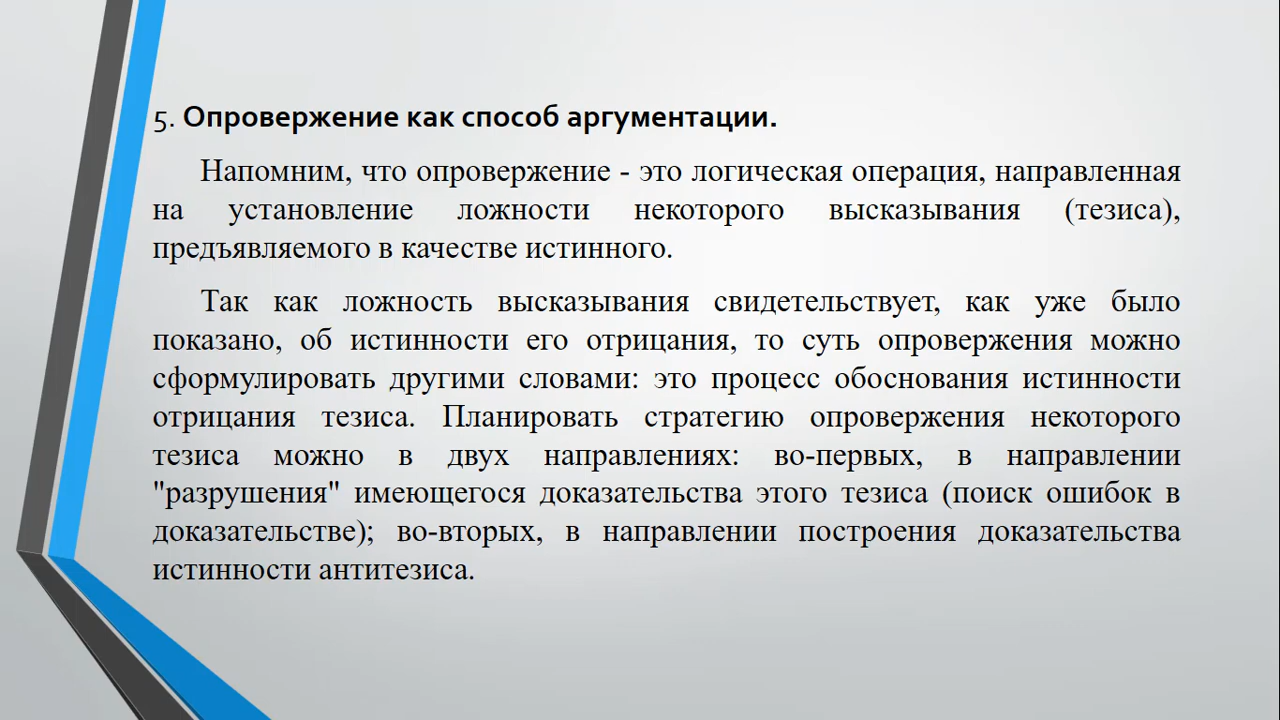 5. Опровержение как способ аргументации.
Напомним, что опровержение - это логическая операция, направленная
на установление ложности некоторого высказывания (тезиса),
предъявляемого в качестве истинного.
Так как ложность высказывания свидетельствует, как уже было
показано, об истинности его отрицания, то суть опровержения можно
сформулировать другими словами: это процесс обоснования истинности
отрицания тезиса. Планировать стратегию опровержения некоторого
тезиса можно в двух направлениях: во-первых, в направлении
"разрушения" имеющегося доказательства этого тезиса (поиск ошибок в
доказательстве); во-вторых, в направлении построения доказательства
истинности антитезиса.